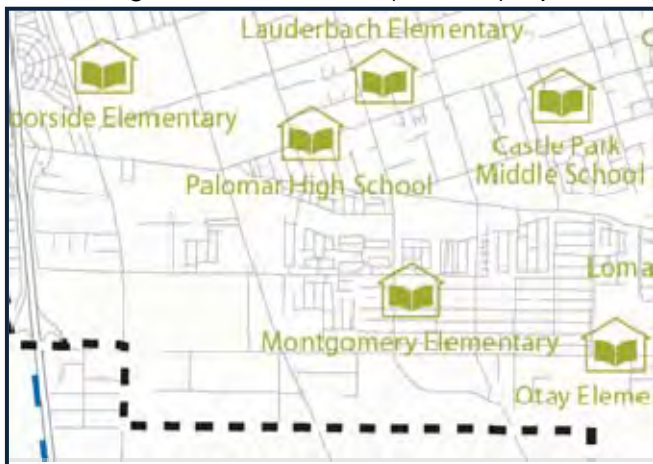 Lauderbach Elementary
orside Elementary
Castle Park
Middle School
Palomar High School
Loma
Montgomery Elementary
Otay Eleme